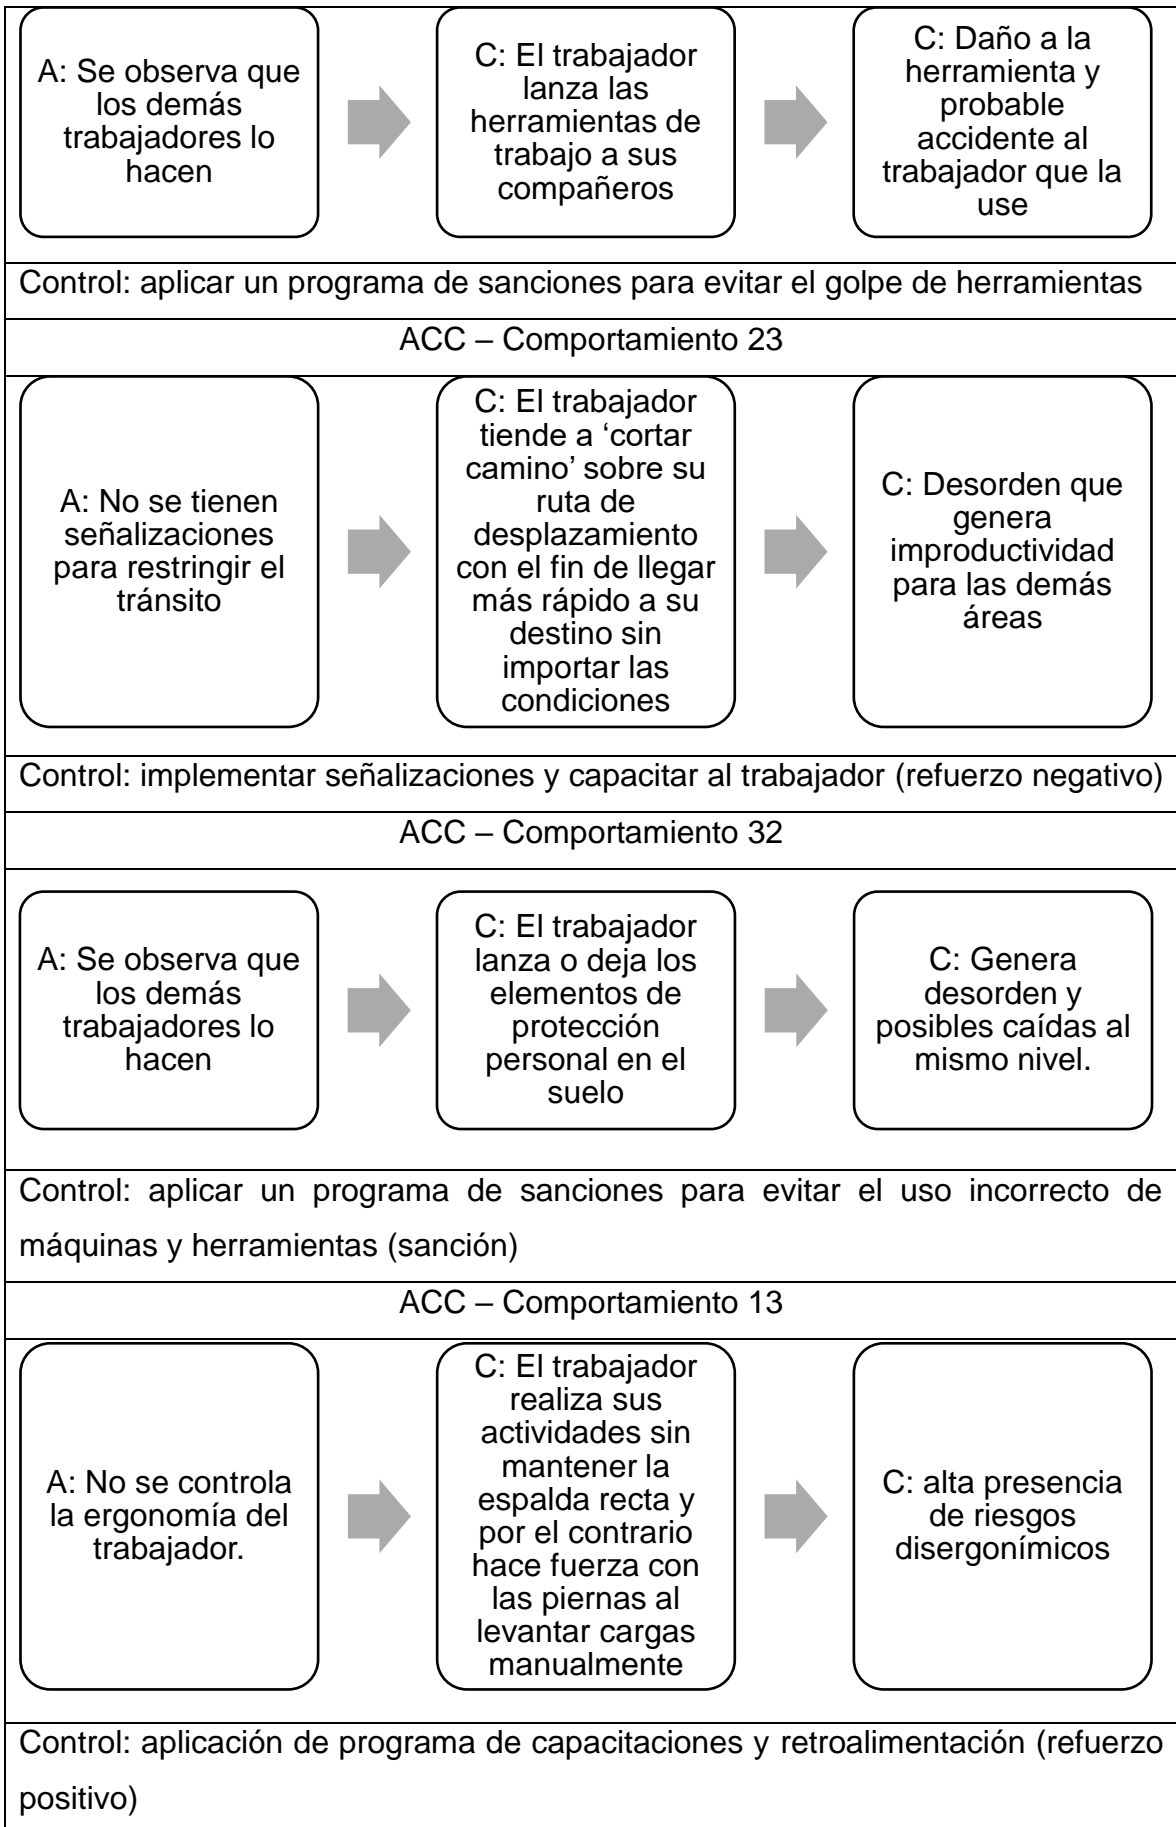 A: Se observa que
los demás
trabajadores lo
hacen
C: El trabajador
lanza las
herramientas de
trabajo a sus
compañeros
C: Daño a la
herramienta y
probable
accidente al
trabajador que la
use
Control: aplicar un programa de sanciones para evitar el golpe de herramientas
ACC – Comportamiento 23
A: No se tienen
señalizaciones
para restringir el
tránsito
C: El trabajador
tiende a ‘cortar
camino’ sobre su
ruta de
desplazamiento
con el fin de llegar
más rápido a su
destino sin
importar las
condiciones
C: Desorden que
genera
improductividad
para las demás
áreas
Control: implementar señalizaciones y capacitar al trabajador (refuerzo negativo)
ACC – Comportamiento 32
A: Se observa que
los demás
trabajadores lo
hacen
C: El trabajador
lanza o deja los
elementos de
protección
personal en el
suelo
C: Genera
desorden y
posibles caídas al
mismo nivel.
Control: aplicar un programa de sanciones para evitar el uso incorrecto de
máquinas y herramientas (sanción)
ACC – Comportamiento 13
A: No se controla
la ergonomía del
trabajador.
C: El trabajador
realiza sus
actividades sin
mantener la
espalda recta y
por el contrario
hace fuerza con
las piernas al
levantar cargas
manualmente
C: alta presencia
de riesgos
disergonímicos
Control: aplicación de programa de capacitaciones y retroalimentación (refuerzo
positivo)